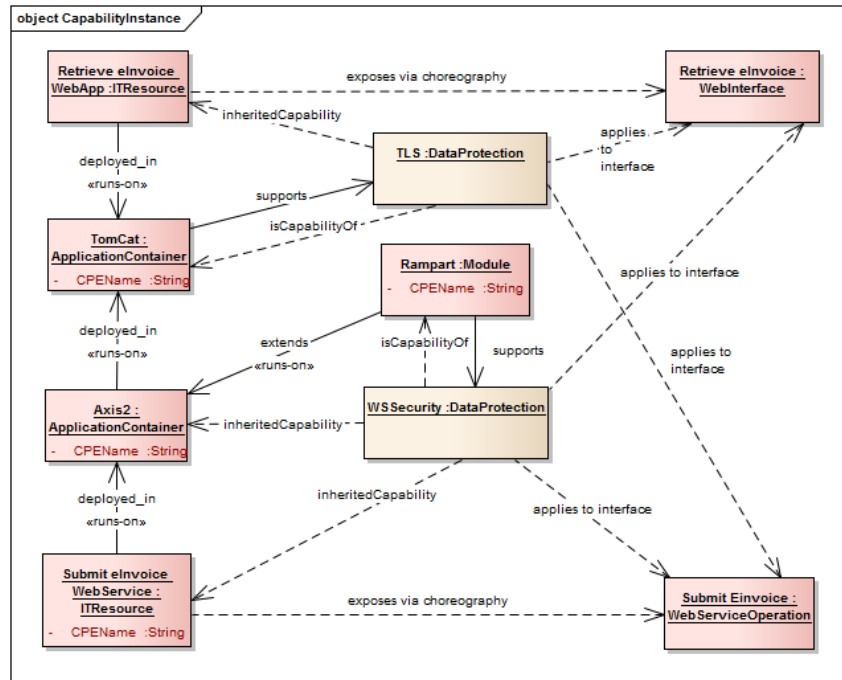 object CapabilityInstance
Retrieve eInvoice
WebApp :ITResource
exposes via choreography
Retrieve eInvoice :
WebInterface
inheritedCapability
TLS :DataProtection
applies
to
interface
deployed_in
«runs-on»
supports
isCapabilityOf
TomCat :
ApplicationContainer
- CPEName :String
Rampart :Module
- CPEName :String
applies to interface
deployed_in
«runs-on»
extends
«runs-on»
isCapabilityOf
supports
applies to
interface
Axis2 :
ApplicationContainer
- CPEName :String
inheritedCapability
WSSecurity :DataProtection
deployed_in
«runs-on»
inheritedCapability
applies to interface
Submit eInvoice
WebService :
ITResource
- CPEName :String
exposes via choreography
Submit Einvoice :
WebServiceOperation